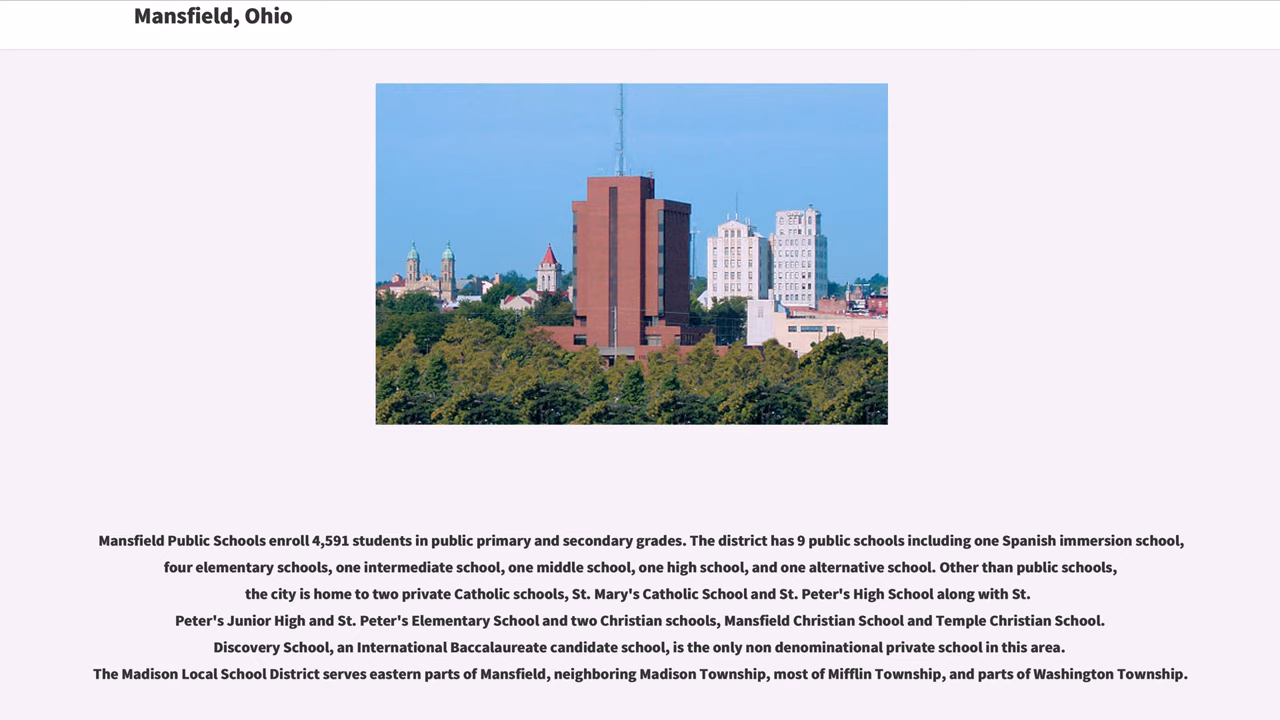 Mansfield, Ohio
Mansfield Public Schools enroll 4,591 students in public primary and secondary grades. The district has 9 public schools including one Spanish immersion school,
four elementary schools, one intermediate school, one middle school, one high school, and one alternative school. Other than public schools,
the city is home to two private Catholic schools, St. Mary's Catholic School and St. Peter's High School along with St.
Peter's Junior High and St. Peter's Elementary School and two Christian schools, Mansfield Christian School and Temple Christian School.
Discovery School, an International Baccalaureate candidate school, is the only non denominational private school in this area.
The Madison Local School District serves eastern parts of Mansfield, neighboring Madison Township, most of Mifflin Township, and parts of Washington Township.